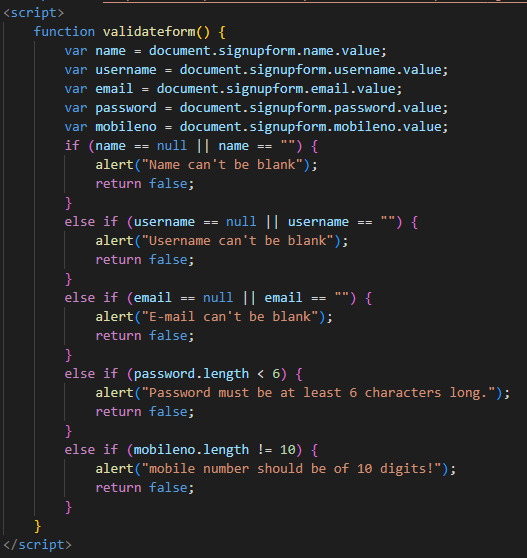 <script>
function validateform() {
var name = document.signupform.name.value;
var username = document.signupform.username.value;
var email = document.signupform.email.value;
var password = document.signupform.password.value;
var mobileno = document.signupform.mobileno.value;
if (name == null || name == "") {
alert("Name can't be blank");
return false;
}
else if (username == null || username == "") {
alert("Username can't be blank");
return false;
}
else if (email == null || email == "") {
alert("E-mail can't be blank");
return false;
}
else if (password.length < 6) {
alert("Password must be at least 6 characters long.");
return false;
}
else if (mobileno.length != 10) {
alert("mobile number should be of 10 digits!");
return false;
}
}
</script>